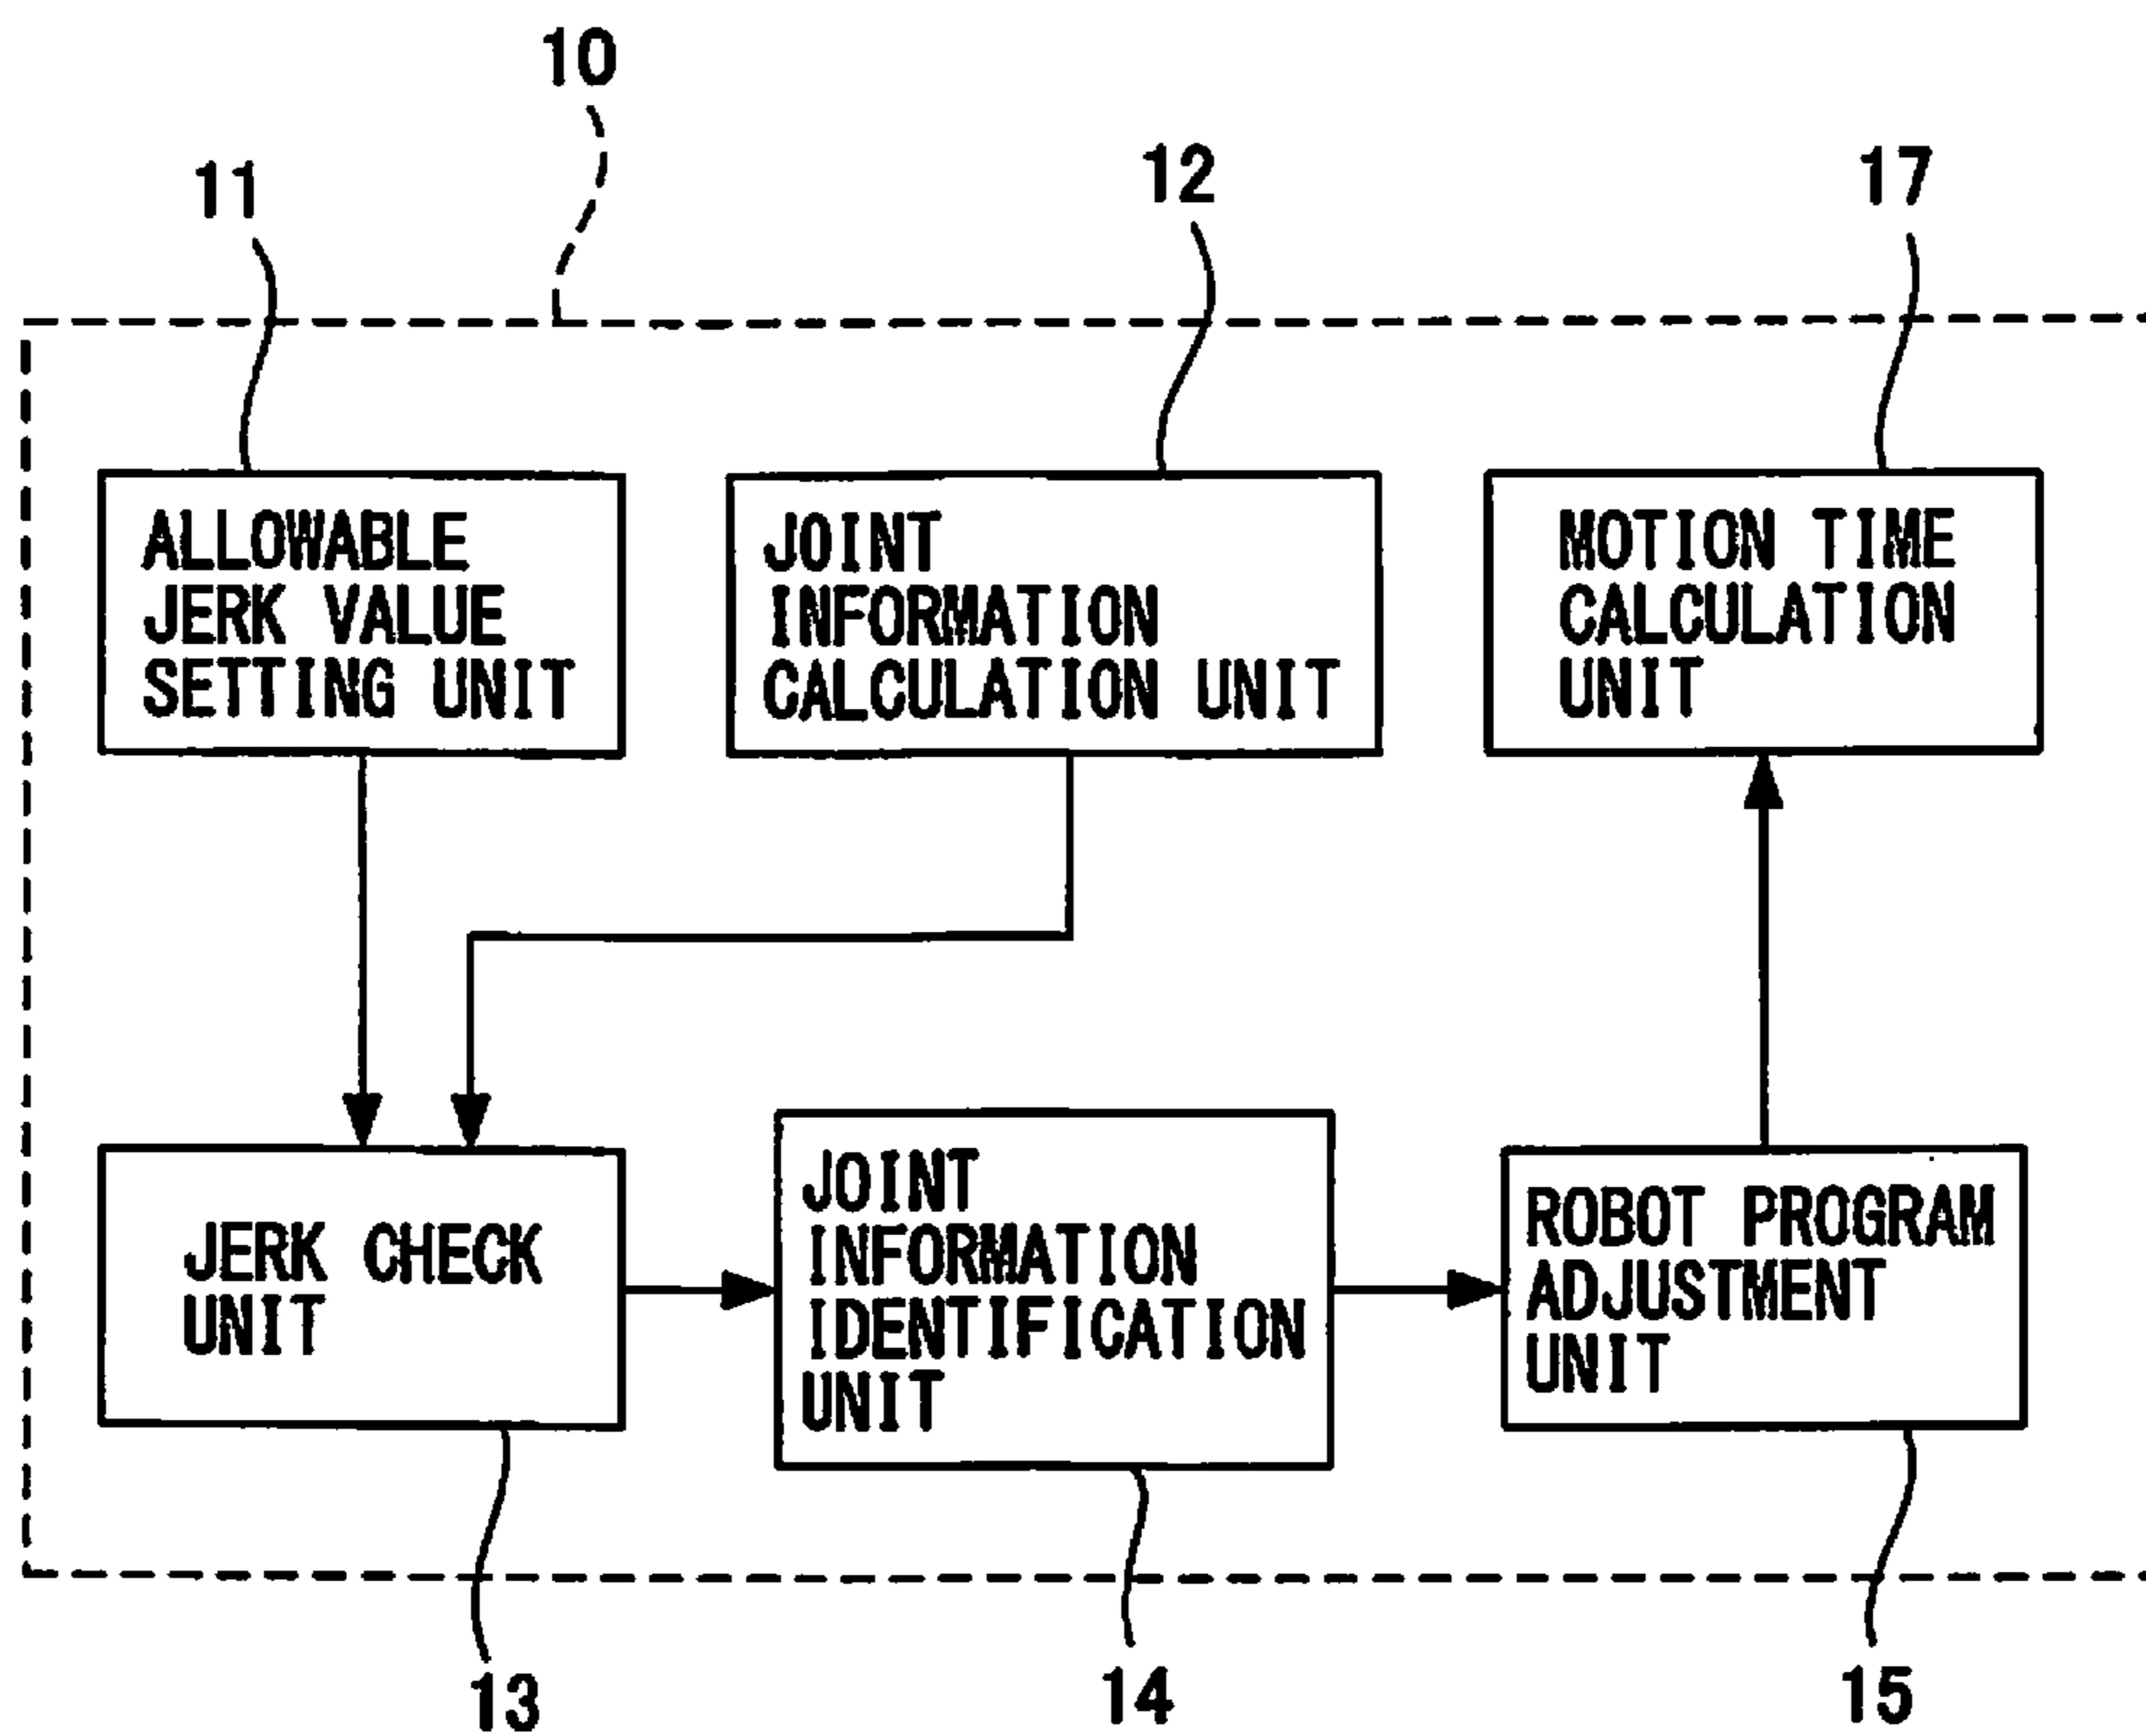 10
11
12
17
ALLOWABLE
JERK VALUE
SETTING UNIT
JOINT
INFORMATION
CALCULATION UNIT
MOTION TIME
CALCULATION
UNIT
JERK CHECK
UNIT
JOINT
INFORMATION
IDENTIFICATION
UNIT
ROBOT PROGRAM
ADJUSTMENT
UNIT
13
14
15